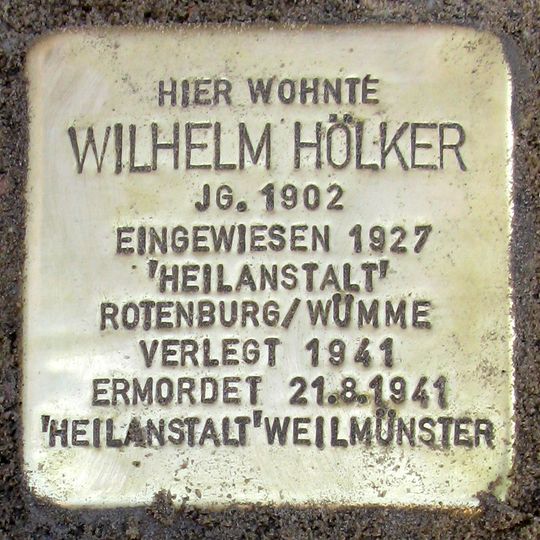 HIER WOHNTE
WILHELM HÖLKER
JG. 1902
EINGEWIESEN 1927
'HEILANSTALT'
ROTENBURG/WÜMME
VERLEGT 1941
ERMORDET 21.8.1941
'HEILANSTALT' WEILMÜNSTER